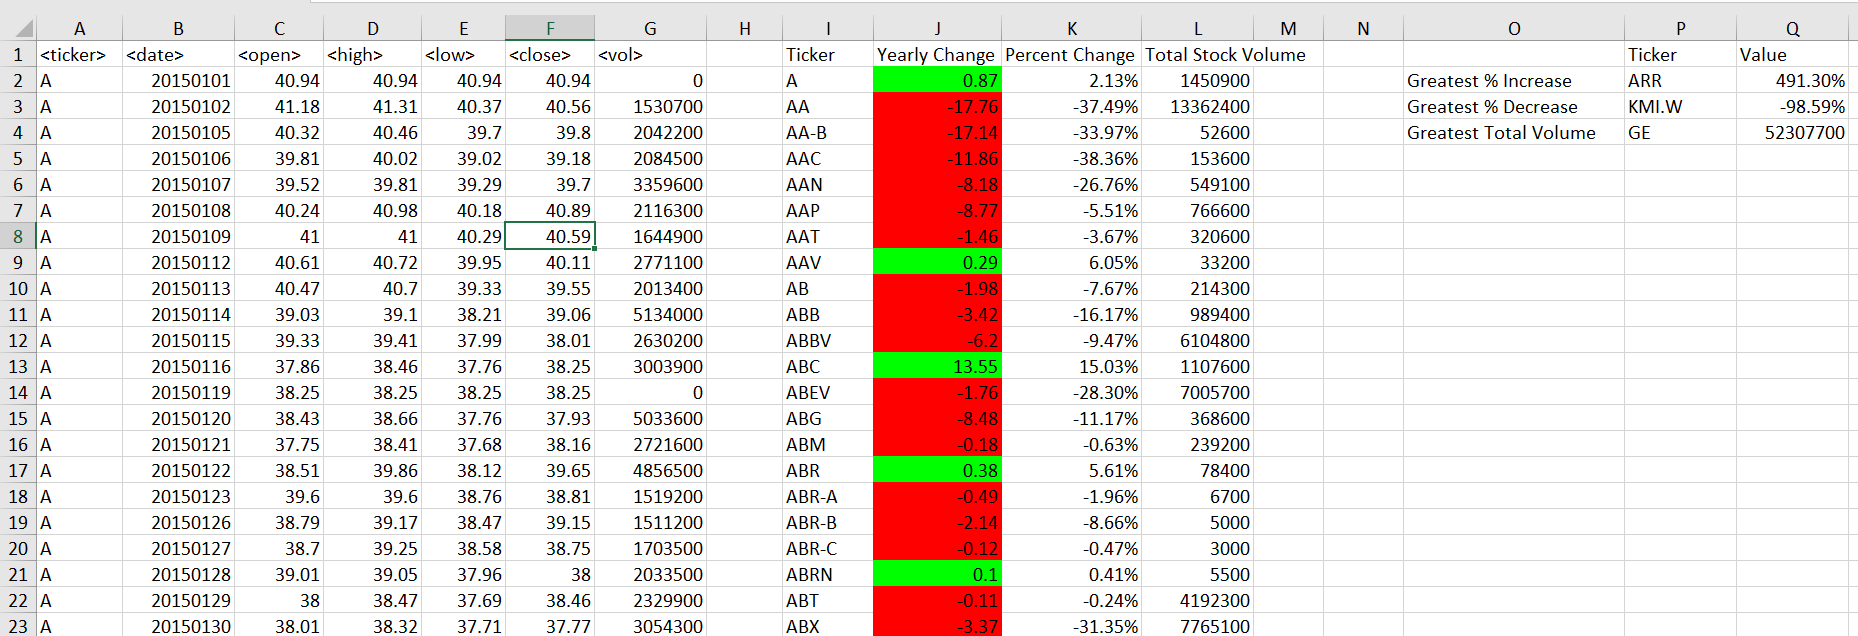 A B C D E F G H I J K L M N O P Q
1 <ticker> <date> <open> <high> <low> <close> <vol> Ticker Yearly Change Percent Change Total Stock Volume Ticker Value
2 A 20150101 40.94 40.94 40.94 40.94 0 A 0.87 2.13% 1450900 Greatest % Increase ARR 491.30%
3 A 20150102 41.18 41.31 40.37 40.56 1530700 AA -17.76 -37.49% 13362400 Greatest % Decrease KMI.W -98.59%
4 A 20150105 40.32 40.46 39.7 39.8 2042200 AA-B -17.14 -33.97% 52600 Greatest Total Volume GE 52307700
5 A 20150106 39.81 40.02 39.02 39.18 2084500 AAC -11.86 -38.36% 153600
6 A 20150107 39.52 39.81 39.29 39.7 3359600 AAN -8.18 -26.76% 549100
7 A 20150108 40.24 40.98 40.18 40.89 2116300 AAP -8.77 -5.51% 766600
8 A 20150109 41 41 40.29 40.59 1644900 AAT -1.46 -3.67% 320600
9 A 20150112 40.61 40.72 39.95 40.11 2771100 AAV 0.29 6.05% 33200
10 A 20150113 40.47 40.7 39.33 39.55 2013400 AB -1.98 -7.67% 214300
11 A 20150114 39.03 39.1 38.21 39.06 5134000 ABB -3.42 -16.17% 989400
12 A 20150115 39.33 39.41 37.99 38.01 2630200 ABBV -6.2 -9.47% 6104800
13 A 20150116 37.86 38.46 37.76 38.25 3003900 ABC 13.55 15.03% 1107600
14 A 20150119 38.25 38.25 38.25 38.25 0 ABEV -1.76 -28.30% 7005700
15 A 20150120 38.43 38.66 37.76 37.93 5033600 ABG -8.48 -11.17% 368600
16 A 20150121 37.75 38.41 37.68 38.16 2721600 ABM -0.18 -0.63% 239200
17 A 20150122 38.51 39.86 38.12 39.65 4856500 ABR 0.38 5.61% 78400
18 A 20150123 39.6 39.6 38.76 38.81 1519200 ABR-A -0.49 -1.96% 6700
19 A 20150126 38.79 39.17 38.47 39.15 1511200 ABR-B -2.14 -8.66% 5000
20 A 20150127 38.7 39.25 38.58 38.75 1703500 ABR-C -0.12 -0.47% 3000
21 A 20150128 39.01 39.05 37.96 38 2033500 ABRN 0.1 0.41% 5500
22 A 20150129 38 38.47 37.69 38.46 2329900 ABT -0.11 -0.24% 4192300
23 A 20150130 38.01 38.32 37.71 37.77 3054300 ABX -3.37 -31.35% 7765100